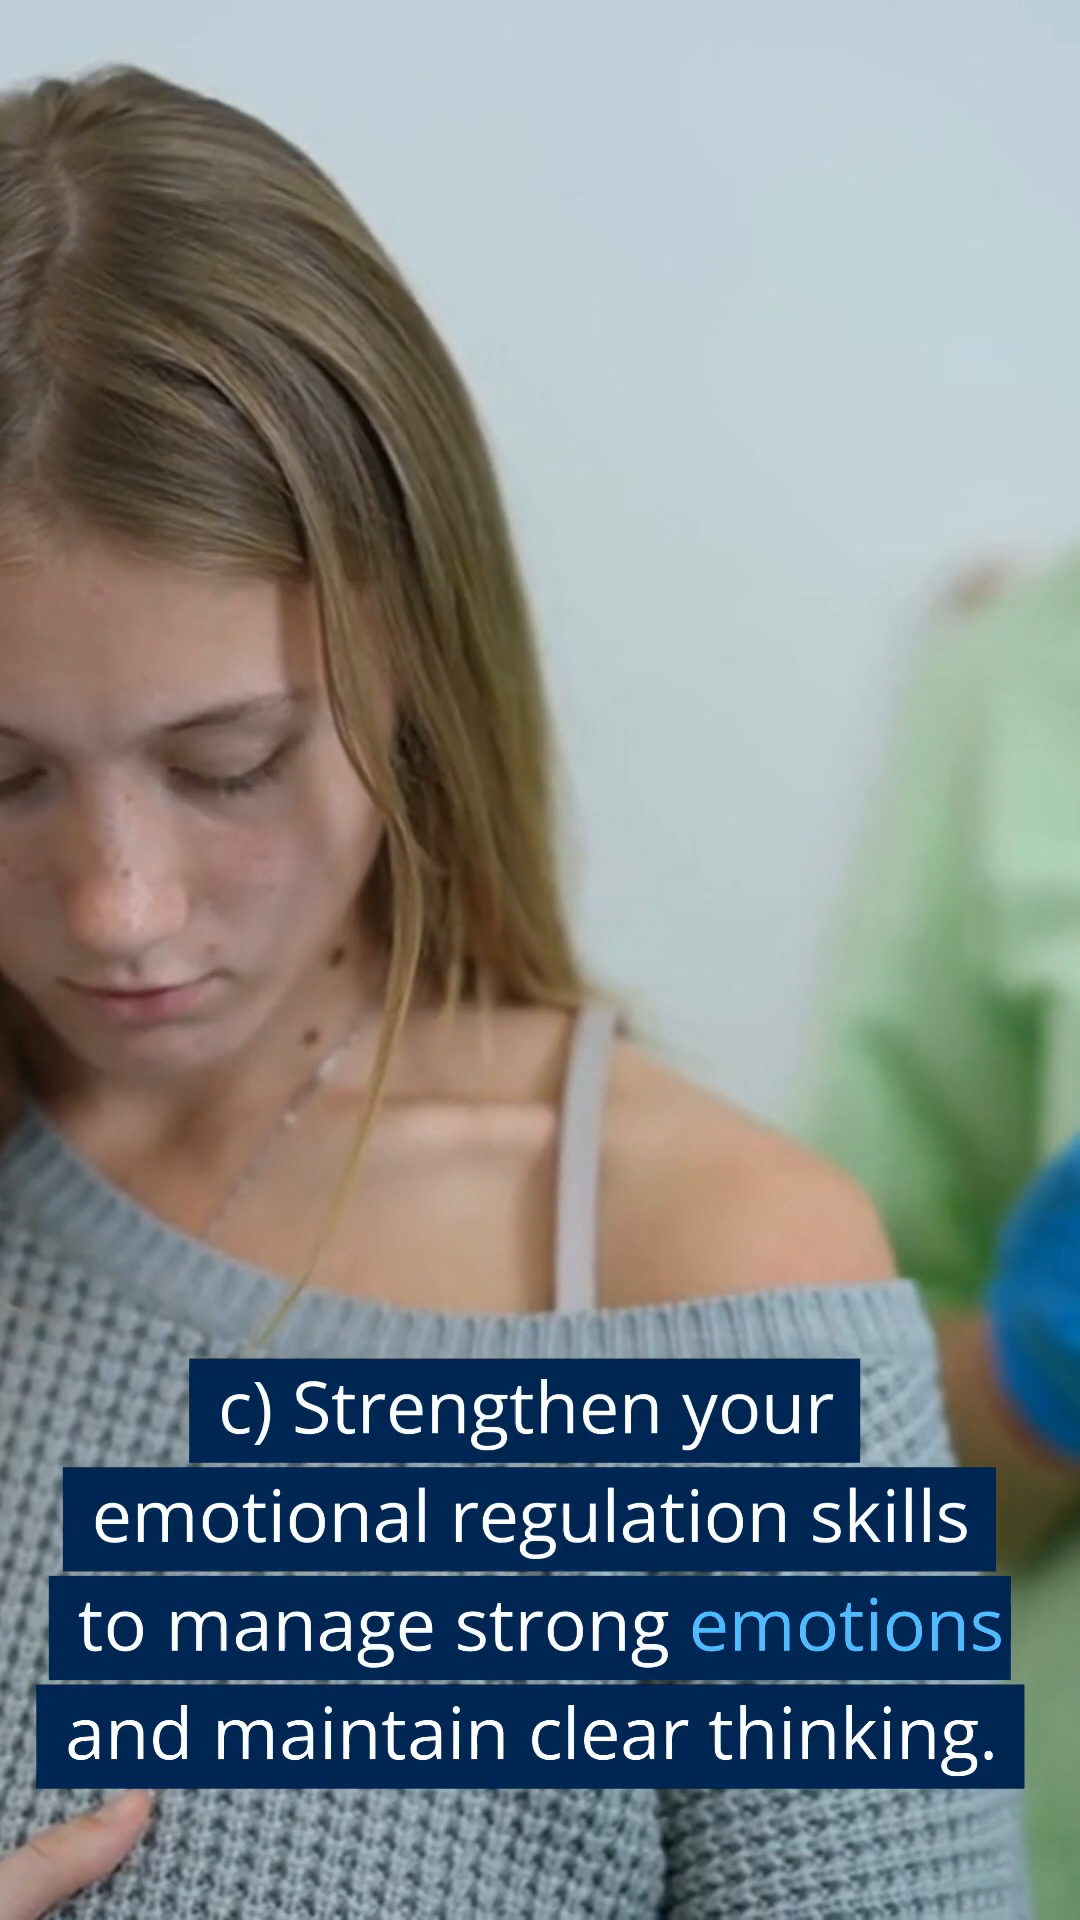 c) Strengthen your
emotional regulation skills
to manage strong emotions
and maintain clear thinking.